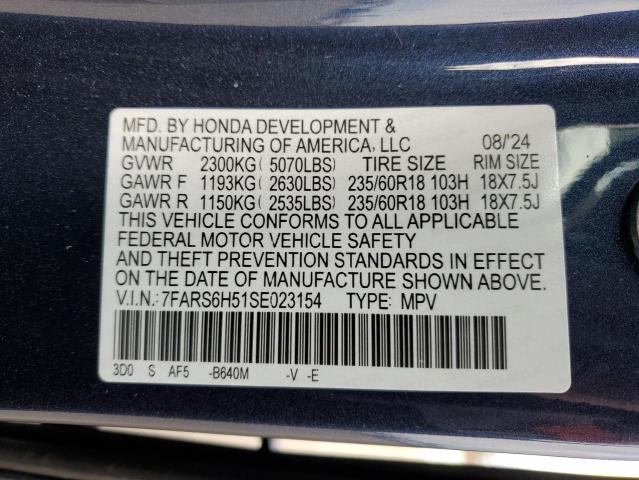 MFD. BY HONDA DEVELOPMENT &
MANUFACTURING OF AMERICA, LLC 08/'24
GVWR 2300KG ( 5070LBS) TIRE SIZE RIM SIZE
GAWR F 1193KG ( 2630LBS) 235/60R18 103H 18X7.5J
GAWR R 1150KG ( 2535LBS) 235/60R18 103H 18X7.5J
THIS VEHICLE CONFORMS TO ALL APPLICABLE
FEDERAL MOTOR VEHICLE SAFETY
AND THEFT PREVENTION STANDARDS IN EFFECT
ON THE DATE OF MANUFACTURE SHOWN ABOVE.
V.I.N.: 7FARS6H51SE023154 TYPE: MPV
3D0 S AF5 -B640M -V -E